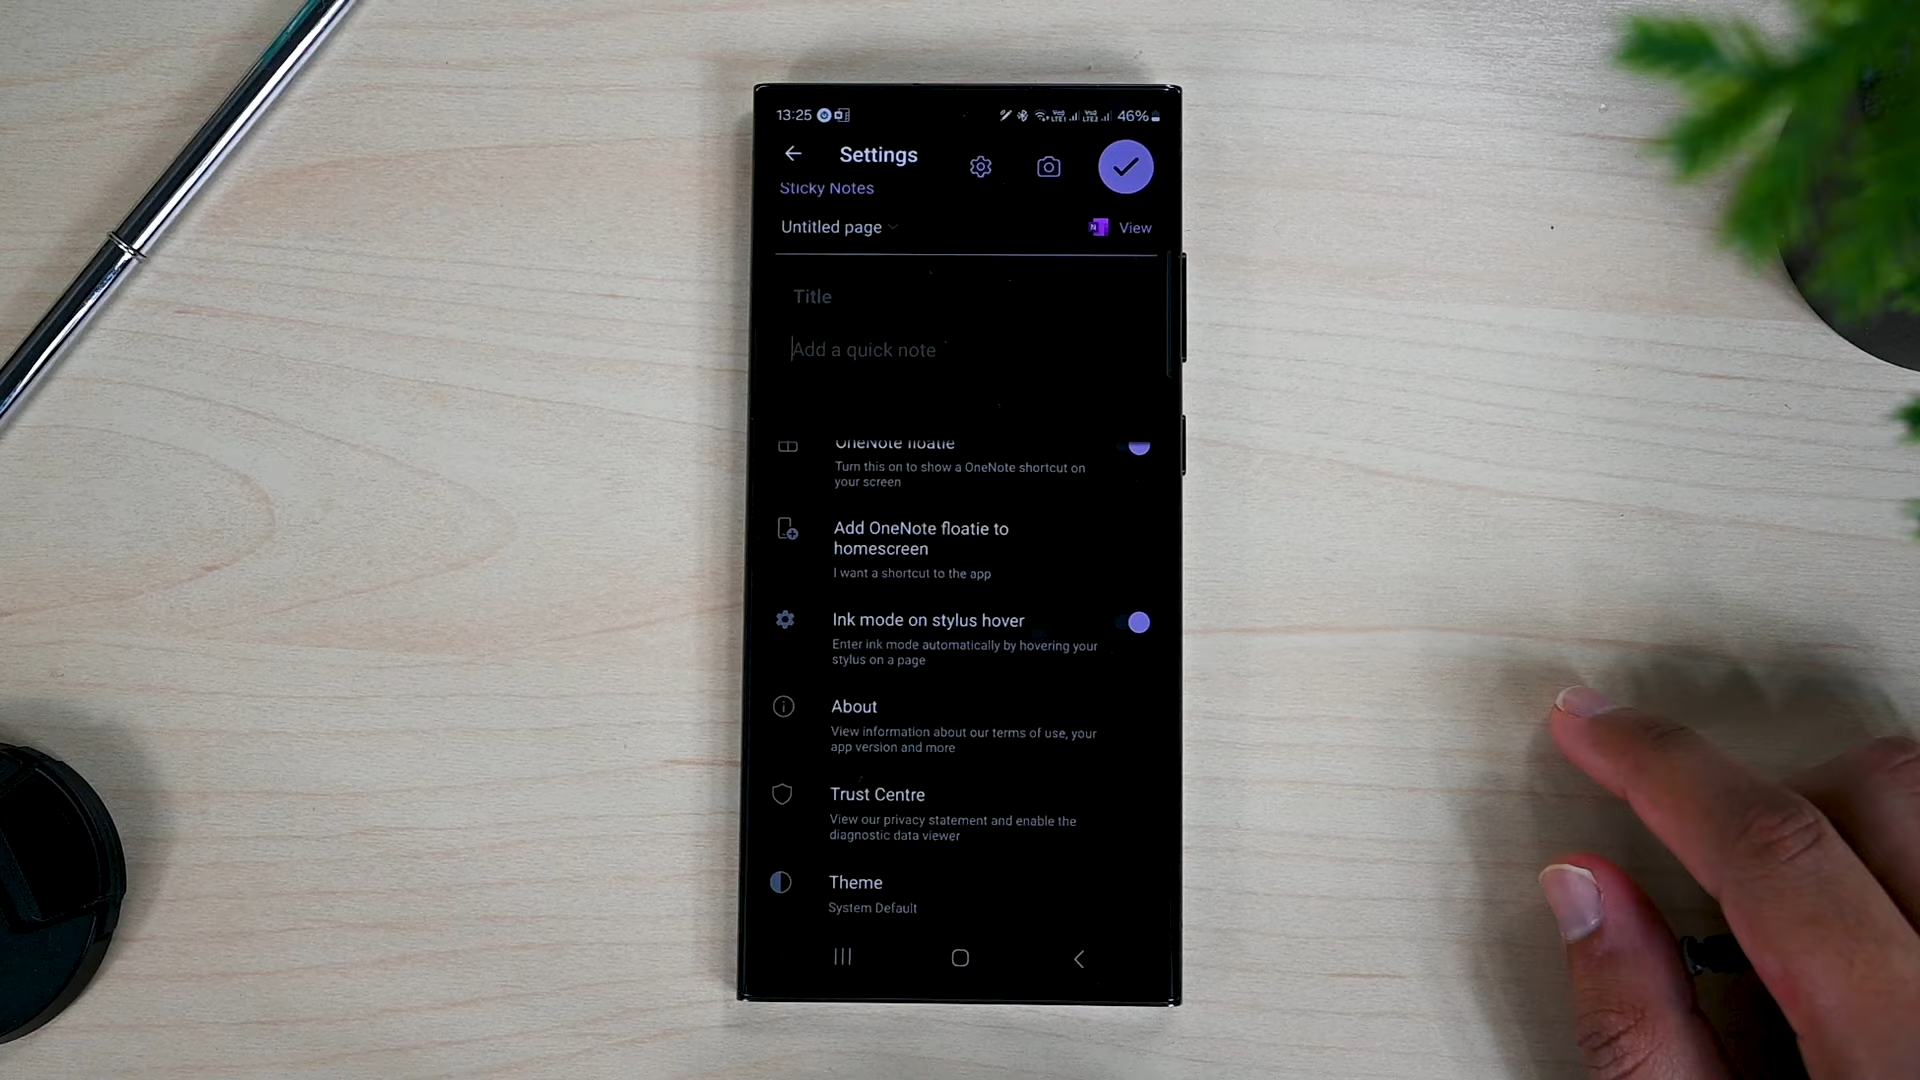 13:25
46%
Settings
Sticky Notes
Untitled page
View
Title
Add a quick note
OneNote floatie
Turn this on to show a OneNote shortcut on
your screen
Add OneNote floatie to
homescreen
I want a shortcut to the app
Ink mode on stylus hover
Enter ink mode automatically by hovering your
stylus on a page
About
View information about our terms of use, your
app version and more
Trust Centre
View our privacy statement and enable the
diagnostic data viewer
Theme
System Default